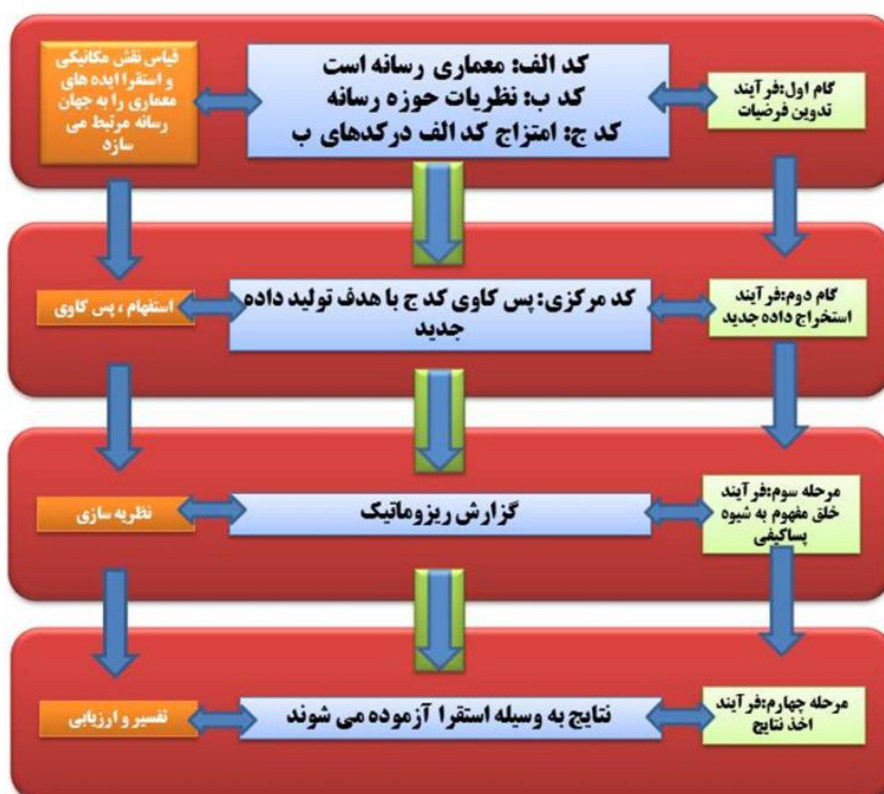 گام اول:فرآیند
تدوین فرضیات
کد الف: معماری رسانه است
کد ب: نظریات حوزه رسانه
کد ج: امتزاج کد الف درکدهای ب
قیاس نقش مکانیکی
و استقرا ایده های
معماری را به جهان
رسانه مرتبط می
سازد
گام دوم:فرآیند
استخراج داده جدید
کد مرکزی: پس کاوی کد ج با هدف تولید داده
جدید
استفهام ، پس کاوی
مرحله سوم:فرآیند
خلق مفهوم به شیوه
پساکیفی
گزارش ریزوماتیک
نظریه سازی
مرحله چهارم:فرآیند
اخذ نتایج
نتایج به وسیله استقرا آزموده می شوند
تفسیر و ارزیابی